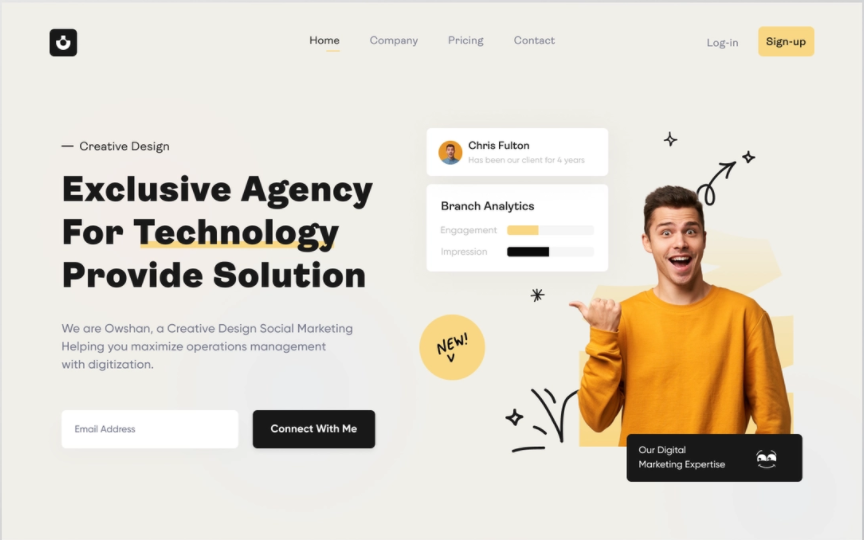 Home
Company
Pricing
Contact
Log-in
Sign-up
— Creative Design
Exclusive Agency
For Technology
Provide Solution
We are Owshan, a Creative Design Social Marketing
Helping you maximize operations management
with digitization.
Email Address
Connect With Me
Chris Fulton
Has been our client for 4 years
Branch Analytics
Engagement
Impression
NEW!
Our Digital
Marketing Expertise